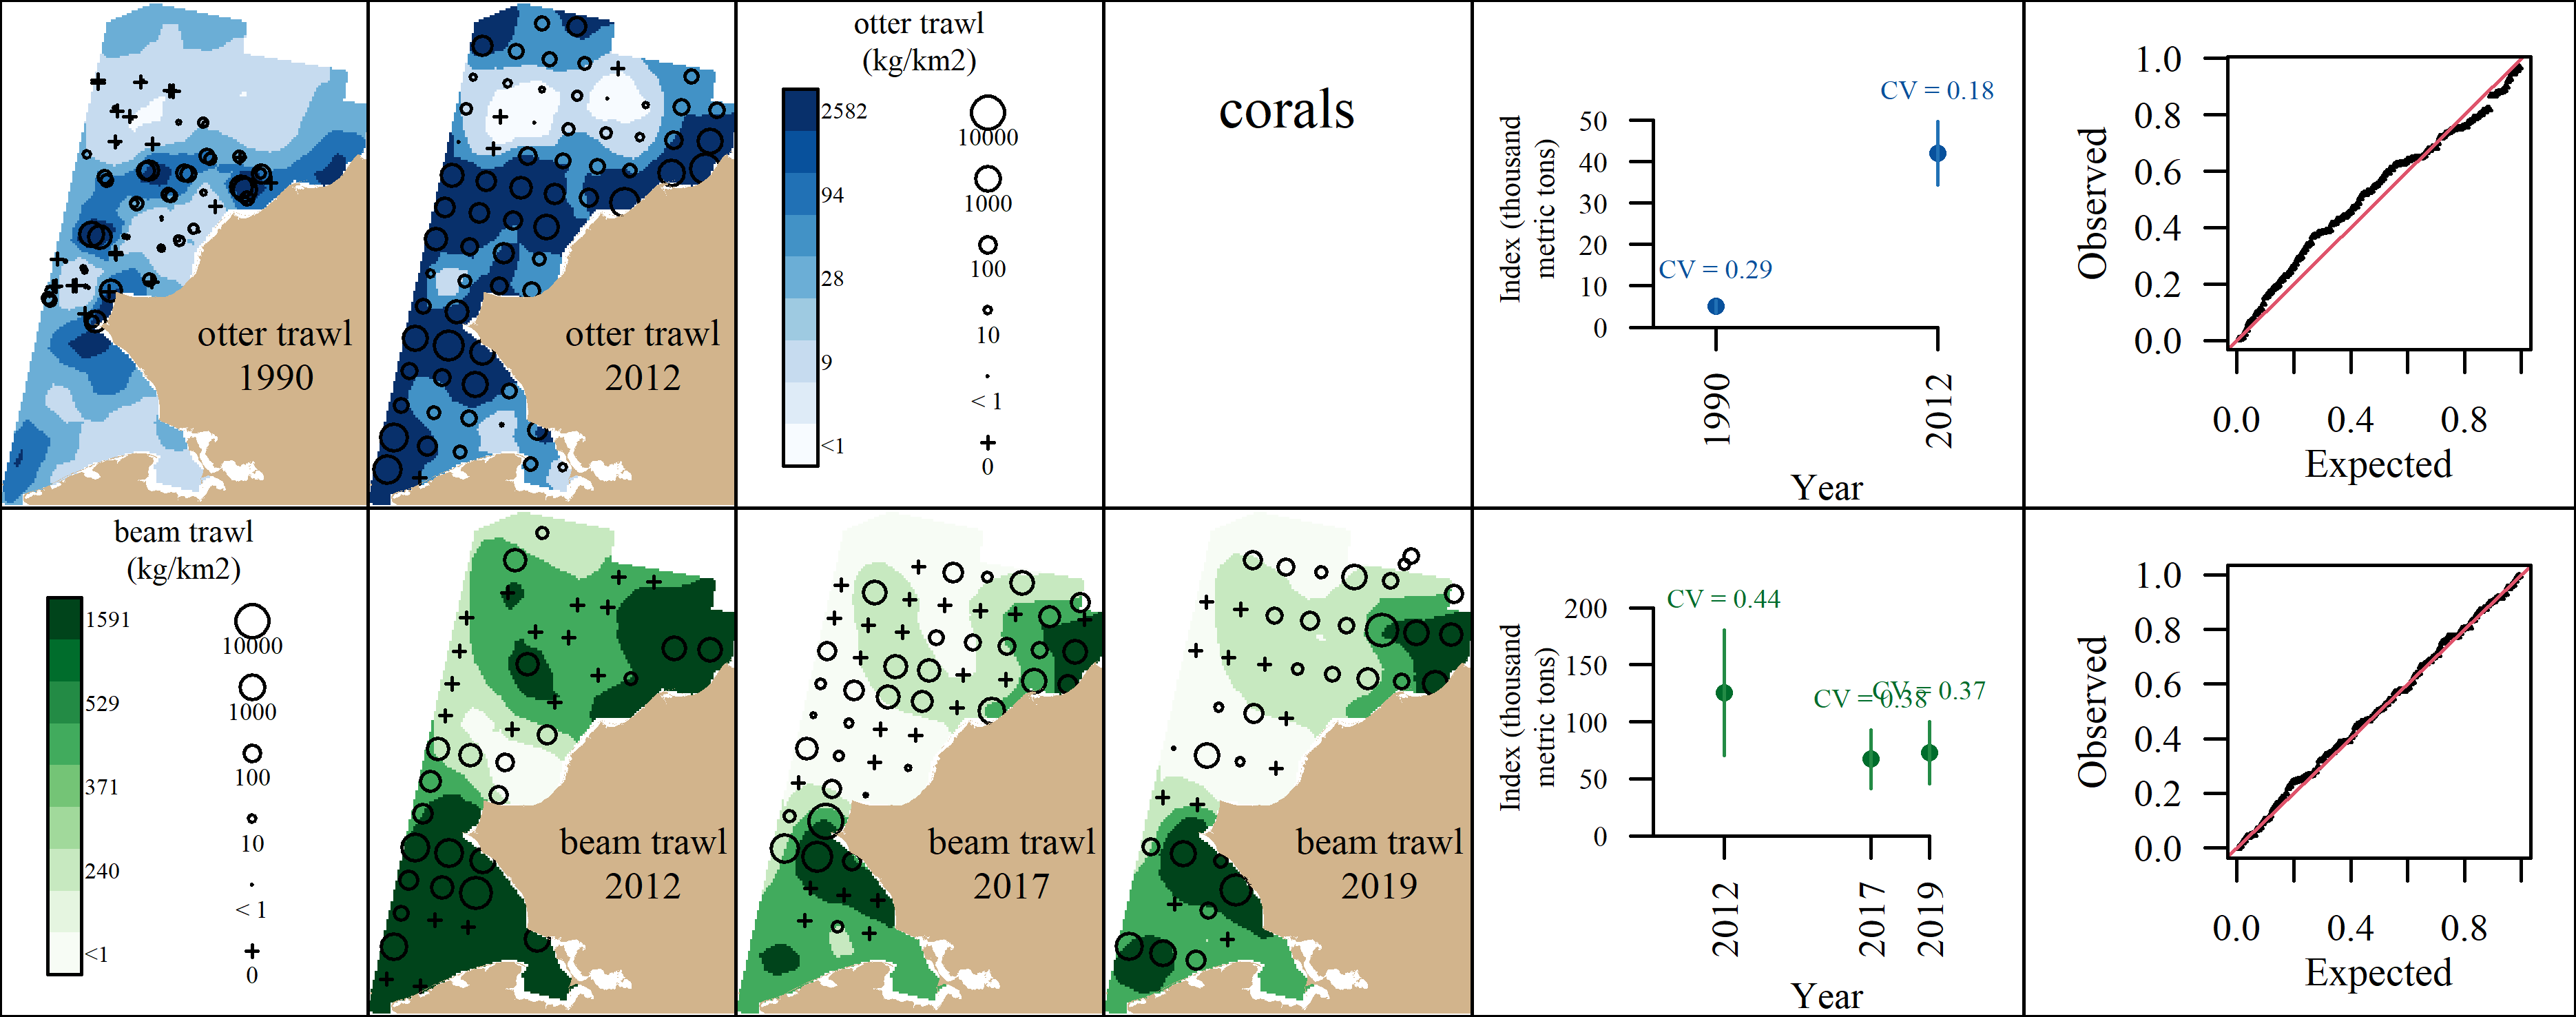 otter trawl
1990
otter trawl
2012
otter trawl
(kg/km2)
2582
94
28
9
<1
10000
1000
100
10
< 1
0
corals
Index (thousand
metric tons)
50
40
30
20
10
0
CV = 0.29
CV = 0.18
1990
2012
Year
Observed
1.0
0.8
0.6
0.4
0.2
0.0
0.0 0.4 0.8
Expected
beam trawl
(kg/km2)
1591
529
371
240
<1
10000
1000
100
10
< 1
0
beam trawl
2012
beam trawl
2017
beam trawl
2019
Index (thousand
metric tons)
200
150
100
50
0
CV = 0.44
CV = 0.38
CV = 0.37
2012
2017
2019
Year
Observed
1.0
0.8
0.6
0.4
0.2
0.0
0.0 0.4 0.8
Expected